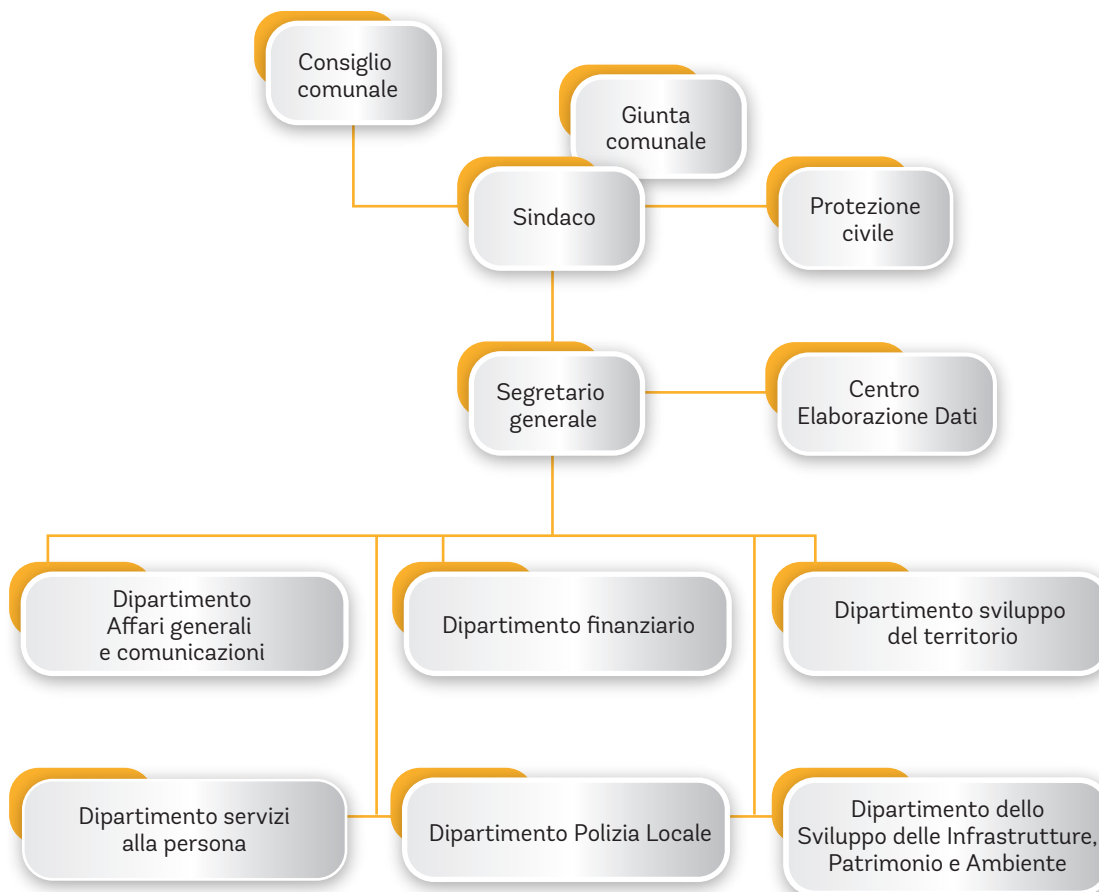 Consiglio
comunale
Giunta
comunale
Sindaco
Protezione
civile
Segretario
generale
Centro
Elaborazione Dati
Dipartimento
Affari generali
e comunicazioni
Dipartimento finanziario
Dipartimento sviluppo
del territorio
Dipartimento servizi
alla persona
Dipartimento Polizia Locale
Dipartimento dello
Sviluppo delle Infrastrutture,
Patrimonio e Ambiente